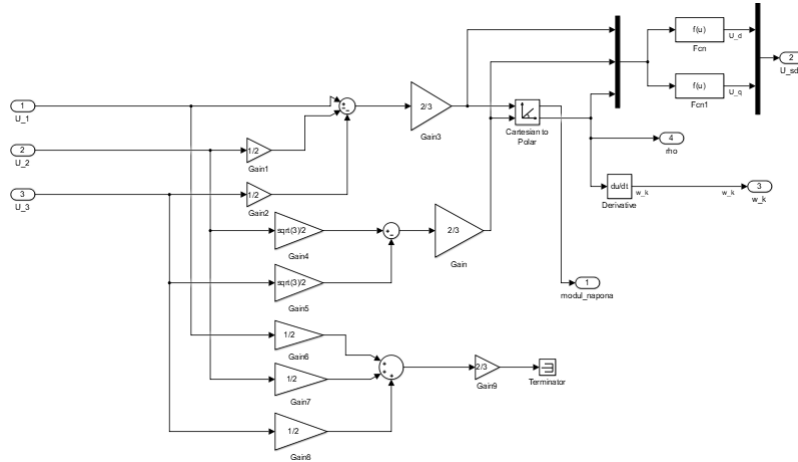 f(u)
U_d
Fcn
2
U_sd
f(u)
U_q
Fcn1
1
U_1
2/3
Gain3
Cartesian to
Polar
4
rho
2
U_2
1/2
Gain1
3
U_3
1/2
Gain2
du/dt
w_k
w_k
3
w_k
Derivative
sqrt(3)/2
Gain4
2/3
Gain
sqrt(3)/2
Gain5
1
modul_napona
1/2
Gain6
1/2
Gain7
2/3
Gain9
Terminator
1/2
Gain8